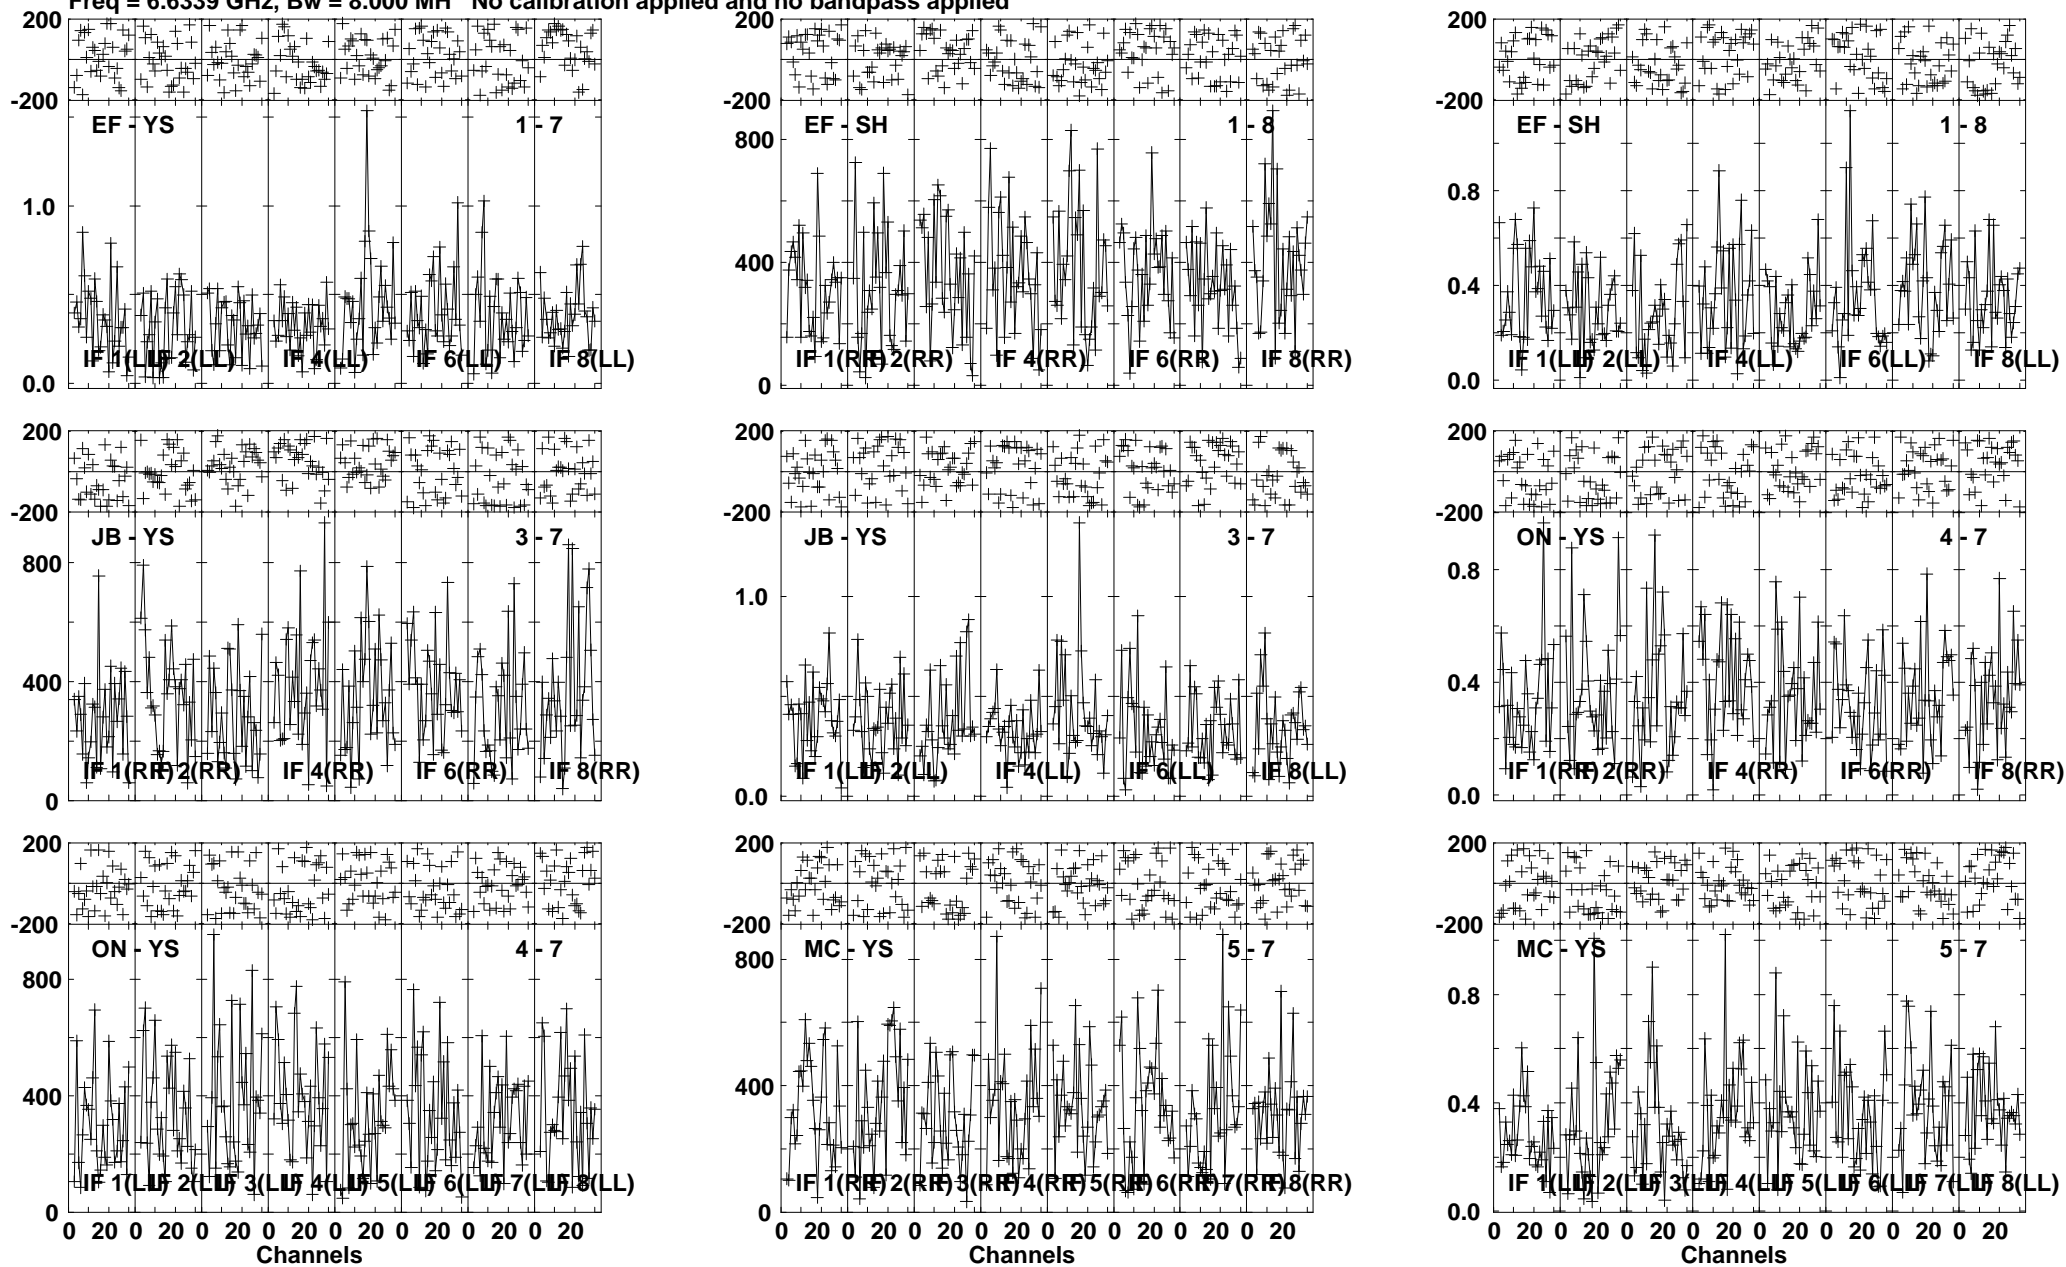 Freq = 6.6339 GHz, Bw = 8.000 MH No calibration applied and no bandpass applied
200
-200
EF - YS 1 - 7
1.0
0.0
IF 1(LL) IF 2(LL) IF 4(LL) IF 6(LL) IF 8(LL)
200
-200
EF - SH 1 - 8
800
400
0
IF 1(RR) IF 2(RR) IF 4(RR) IF 6(RR) IF 8(RR)
200
-200
EF - SH 1 - 8
0.8
0.4
0.0
IF 1(LL) IF 2(LL) IF 4(LL) IF 6(LL) IF 8(LL)
200
-200
JB - YS 3 - 7
800
400
0
IF 1(RR) IF 2(RR) IF 4(RR) IF 6(RR) IF 8(RR)
200
-200
JB - YS 3 - 7
1.0
0.0
IF 1(LL) IF 2(LL) IF 4(LL) IF 6(LL) IF 8(LL)
200
-200
ON - YS 4 - 7
0.8
0.4
0.0
IF 1(RR) IF 2(RR) IF 4(RR) IF 6(RR) IF 8(RR)
200
-200
ON - YS 4 - 7
800
400
0
IF 1(LL) IF 2(LL) IF 3(LL) IF 4(LL) IF 5(LL) IF 6(LL) IF 7(LL) IF 8(LL)
0 20 0 20 0 20 0 20 0 20 0 20 0 20 0 20
Channels
200
-200
MC - YS 5 - 7
800
400
0
IF 1(RR) IF 2(RR) IF 3(RR) IF 4(RR) IF 5(RR) IF 6(RR) IF 7(RR) IF 8(RR)
0 20 0 20 0 20 0 20 0 20 0 20 0 20 0 20
Channels
200
-200
MC - YS 5 - 7
0.8
0.4
0.0
IF 1(LL) IF 2(LL) IF 3(LL) IF 4(LL) IF 5(LL) IF 6(LL) IF 7(LL) IF 8(LL)
0 20 0 20 0 20 0 20 0 20 0 20 0 20 0 20
Channels